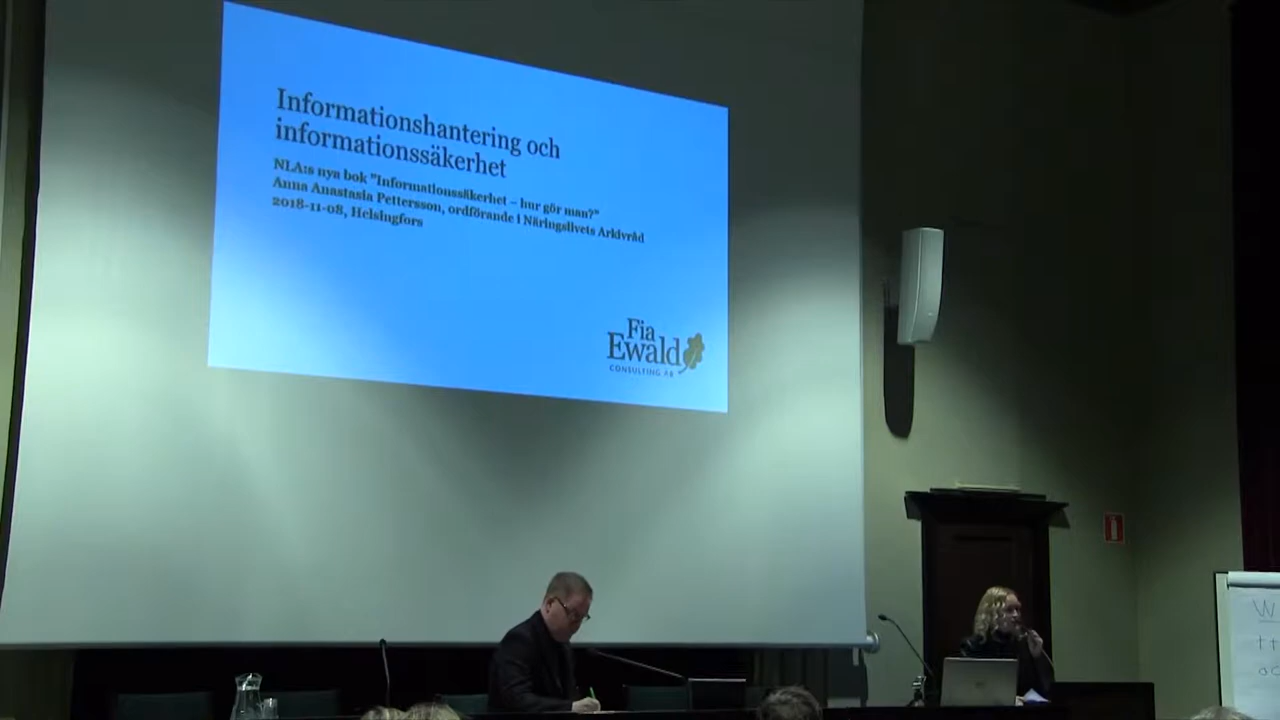 Informationshantering och
informationssäkerhet
NLA:s nya bok "Informationssäkerhet – hur gör man?"
Anna Anastasia Pettersson, ordförande i Näringslivets Arkivråd
2018-11-08, Helsingfors
Fia
Ewald
CONSULTING AB